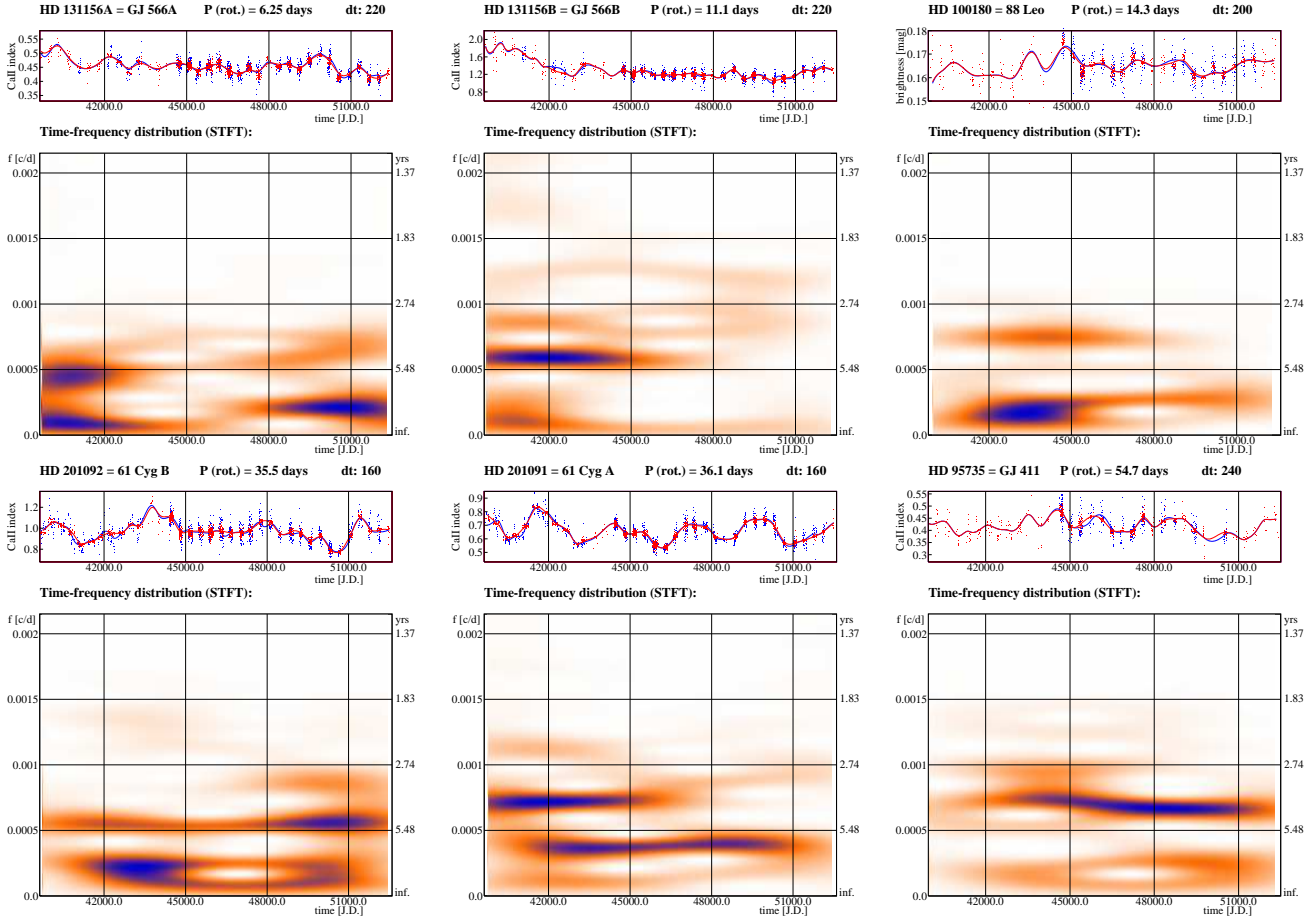 HD 131156A = GJ 566A P (rot.) = 6.25 days dt: 220
CaII index
0.55
0.5
0.45
0.4
0.35
42000.0 45000.0 48000.0 51000.0
time [J.D.]
Time-frequency distribution (STFT):
f [c/d] yrs
0.002 1.37
0.0015 1.83
0.001 2.74
0.0005 5.48
0.0 inf.
42000.0 45000.0 48000.0 51000.0
time [J.D.]
HD 131156B = GJ 566B P (rot.) = 11.1 days dt: 220
CaII index
2.0
1.6
1.2
0.8
42000.0 45000.0 48000.0 51000.0
time [J.D.]
Time-frequency distribution (STFT):
f [c/d] yrs
0.002 1.37
0.0015 1.83
0.001 2.74
0.0005 5.48
0.0 inf.
42000.0 45000.0 48000.0 51000.0
time [J.D.]
HD 100180 = 88 Leo P (rot.) = 14.3 days dt: 200
brightness [mag]
0.18
0.17
0.16
0.15
42000.0 45000.0 48000.0 51000.0
time [J.D.]
Time-frequency distribution (STFT):
f [c/d] yrs
0.002 1.37
0.0015 1.83
0.001 2.74
0.0005 5.48
0.0 inf.
42000.0 45000.0 48000.0 51000.0
time [J.D.]
HD 201092 = 61 Cyg B P (rot.) = 35.5 days dt: 160
CaII index
1.2
1.0
0.8
42000.0 45000.0 48000.0 51000.0
time [J.D.]
Time-frequency distribution (STFT):
f [c/d] yrs
0.002 1.37
0.0015 1.83
0.001 2.74
0.0005 5.48
0.0 inf.
42000.0 45000.0 48000.0 51000.0
time [J.D.]
HD 201091 = 61 Cyg A P (rot.) = 36.1 days dt: 160
CaII index
0.9
0.8
0.7
0.6
0.5
42000.0 45000.0 48000.0 51000.0
time [J.D.]
Time-frequency distribution (STFT):
f [c/d] yrs
0.002 1.37
0.0015 1.83
0.001 2.74
0.0005 5.48
0.0 inf.
42000.0 45000.0 48000.0 51000.0
time [J.D.]
HD 95735 = GJ 411 P (rot.) = 54.7 days dt: 240
CaII index
0.55
0.5
0.45
0.4
0.35
0.3
42000.0 45000.0 48000.0 51000.0
time [J.D.]
Time-frequency distribution (STFT):
f [c/d] yrs
0.002 1.37
0.0015 1.83
0.001 2.74
0.0005 5.48
0.0 inf.
42000.0 45000.0 48000.0 51000.0
time [J.D.]